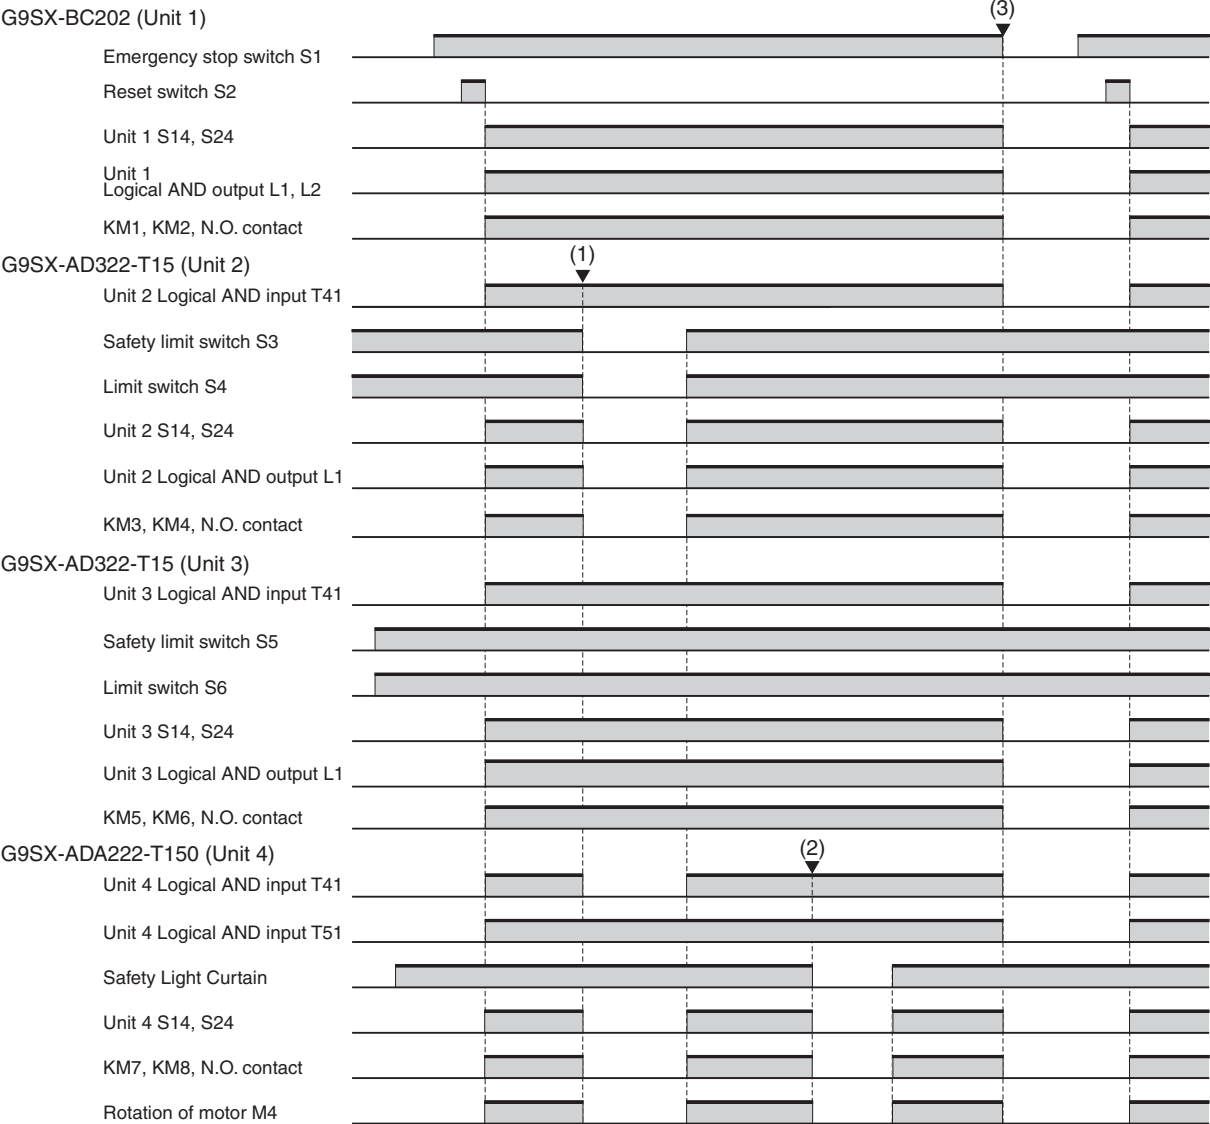 (3)
G9SX-BC202 (Unit 1)
Emergency stop switch S1
Reset switch S2
Unit 1 S14, S24
Unit 1
Logical AND output L1, L2
KM1, KM2, N.O. contact
(1)
G9SX-AD322-T15 (Unit 2)
Unit 2 Logical AND input T41
Safety limit switch S3
Limit switch S4
Unit 2 S14, S24
Unit 2 Logical AND output L1
KM3, KM4, N.O. contact
G9SX-AD322-T15 (Unit 3)
Unit 3 Logical AND input T41
Safety limit switch S5
Limit switch S6
Unit 3 S14, S24
Unit 3 Logical AND output L1
KM5, KM6, N.O. contact
G9SX-ADA222-T150 (Unit 4)
(2)
Unit 4 Logical AND input T41
Unit 4 Logical AND input T51
Safety Light Curtain
Unit 4 S14, S24
KM7, KM8, N.O. contact
Rotation of motor M4